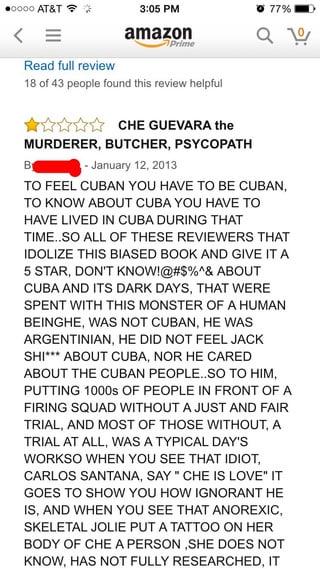 AT&T 3:05 PM 77%
amazon
Prime
0
Read full review
18 of 43 people found this review helpful
CHE GUEVARA the
MURDERER, BUTCHER, PSYCOPATH
B - January 12, 2013
TO FEEL CUBAN YOU HAVE TO BE CUBAN,
TO KNOW ABOUT CUBA YOU HAVE TO
HAVE LIVED IN CUBA DURING THAT
TIME..SO ALL OF THESE REVIEWERS THAT
IDOLIZE THIS BIASED BOOK AND GIVE IT A
5 STAR, DON'T KNOW!@#$%^& ABOUT
CUBA AND ITS DARK DAYS, THAT WERE
SPENT WITH THIS MONSTER OF A HUMAN
BEINGHE, WAS NOT CUBAN, HE WAS
ARGENTINIAN, HE DID NOT FEEL JACK
SHI*** ABOUT CUBA, NOR HE CARED
ABOUT THE CUBAN PEOPLE..SO TO HIM,
PUTTING 1000s OF PEOPLE IN FRONT OF A
FIRING SQUAD WITHOUT A JUST AND FAIR
TRIAL, AND MOST OF THOSE WITHOUT, A
TRIAL AT ALL, WAS A TYPICAL DAY'S
WORKSO WHEN YOU SEE THAT IDIOT,
CARLOS SANTANA, SAY " CHE IS LOVE" IT
GOES TO SHOW YOU HOW IGNORANT HE
IS, AND WHEN YOU SEE THAT ANOREXIC,
SKELETAL JOLIE PUT A TATTOO ON HER
BODY OF CHE A PERSON ,SHE DOES NOT
KNOW, HAS NOT FULLY RESEARCHED, IT